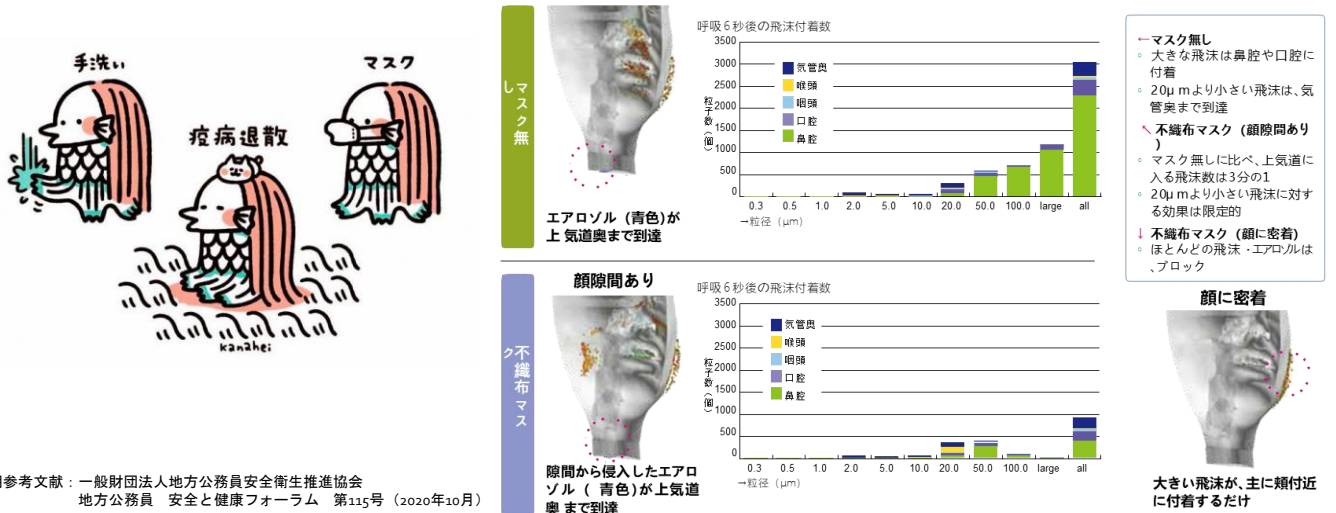 手洗い
マスク
疫病退散
kanahei
参考文献：一般財団法人地方公務員安全衛生推進協会
地方公務員　安全と健康フォーラム　第115号（2020年10月）
マスク無し
エアロゾル（青色）が
上 気道奥まで到達
呼吸６秒後の飛沫付着数
粒子数（個）
3500
3000
2500
2000
1500
1000
500
0
気管奥
喉頭
咽頭
口腔
鼻腔
0.3 0.5 1.0 2.0 5.0 10.0 20.0 50.0 100.0 large all
→粒径（μm）
不織布マスク
顔隙間あり
隙間から侵入したエアロ
ゾル（ 青色）が上気道
奥 まで到達
呼吸６秒後の飛沫付着数
粒子数（個）
3500
3000
2500
2000
1500
1000
500
0
気管奥
喉頭
咽頭
口腔
鼻腔
0.3 0.5 1.0 2.0 5.0 10.0 20.0 50.0 100.0 large all
→粒径（μm）
←マスク無し
大きな飛沫は鼻腔や口腔に
付着
20μｍより小さい飛沫は、気
管奥まで到達
↖不織布マスク（顔隙間あり
）
マスク無しに比べ、上気道に
入る飛沫数は3分の1
20μｍより小さい飛沫に対す
る効果は限定的
↓ 不織布マスク（顔に密着）
ほとんどの飛沫・エアロゾルは
、ブロック
顔に密着
大きい飛沫が、主に頬付近
に付着するだけ